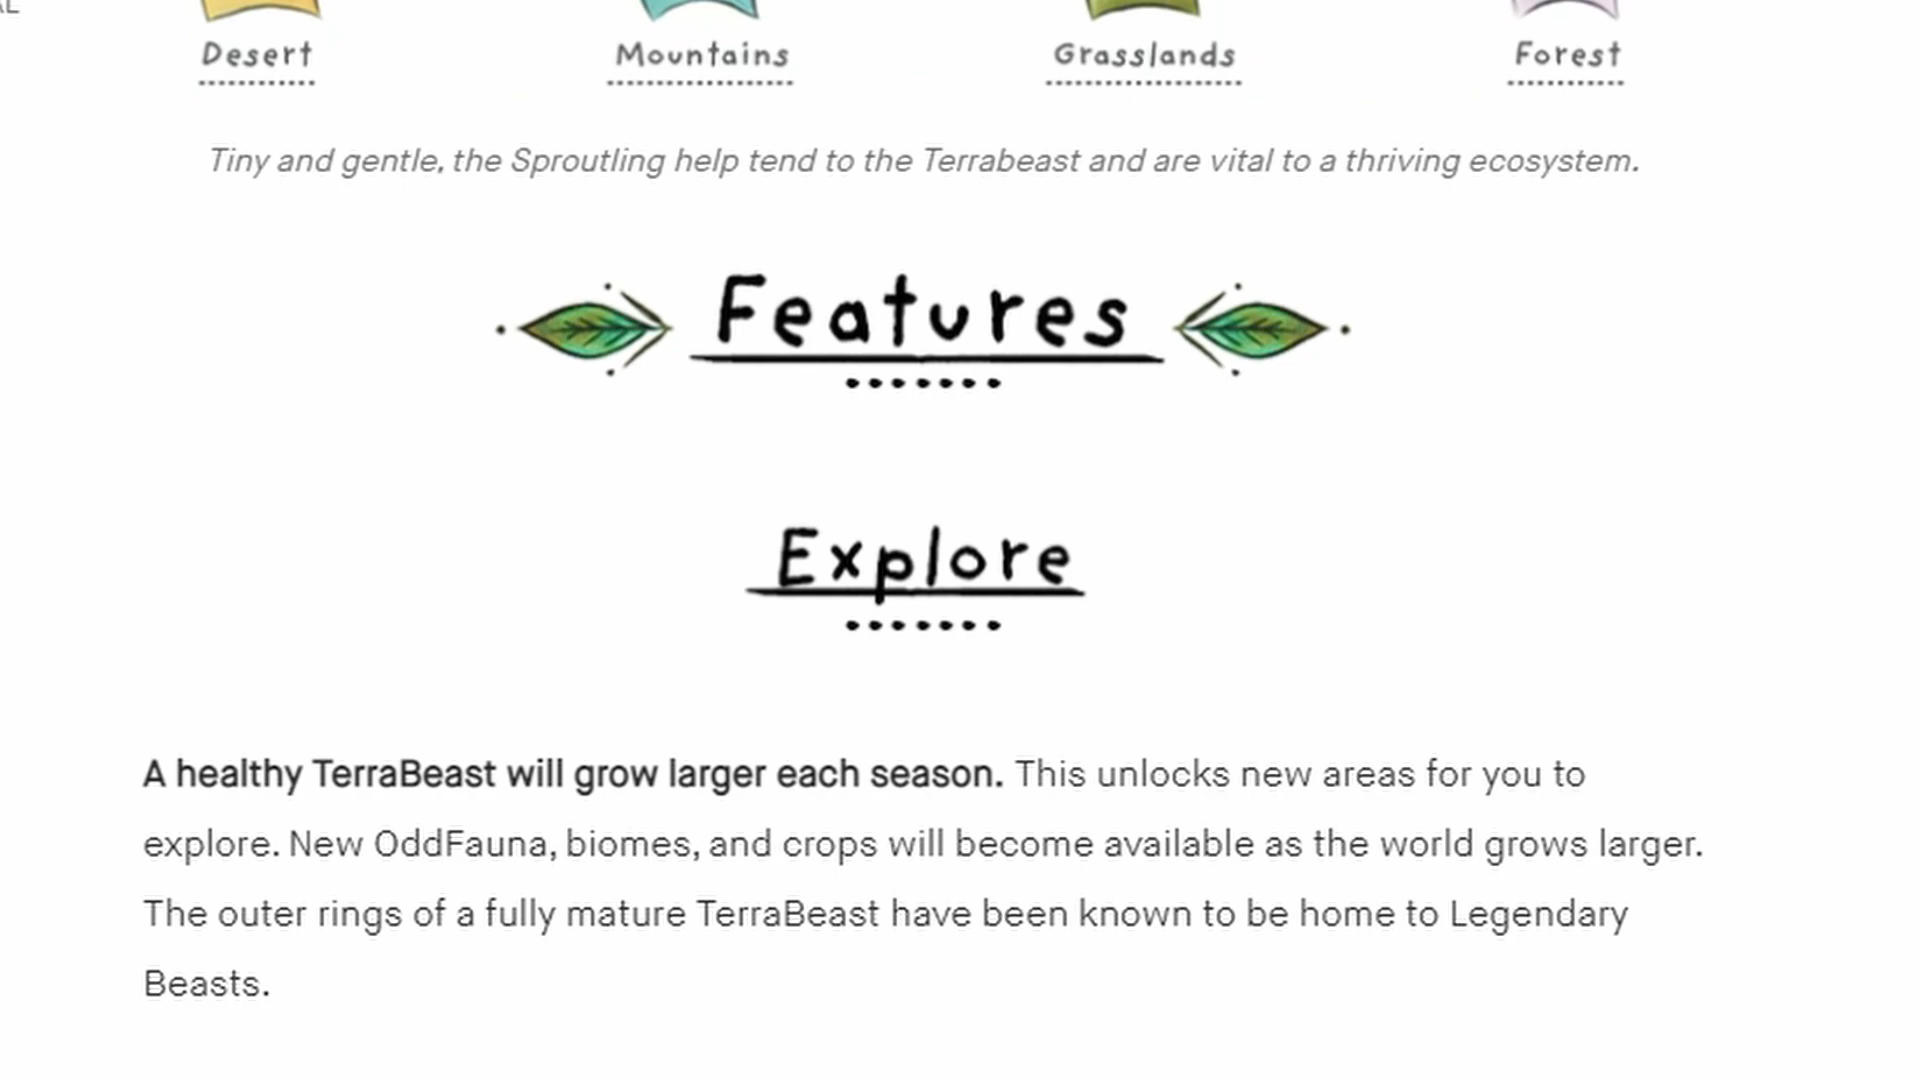 Desert Mountains Grasslands Forest
Tiny and gentle, the Sproutling help tend to the Terrabeast and are vital to a thriving ecosystem.
Features
Explore
A healthy TerraBeast will grow larger each season. This unlocks new areas for you to
explore. New OddFauna, biomes, and crops will become available as the world grows larger.
The outer rings of a fully mature TerraBeast have been known to be home to Legendary
Beasts.